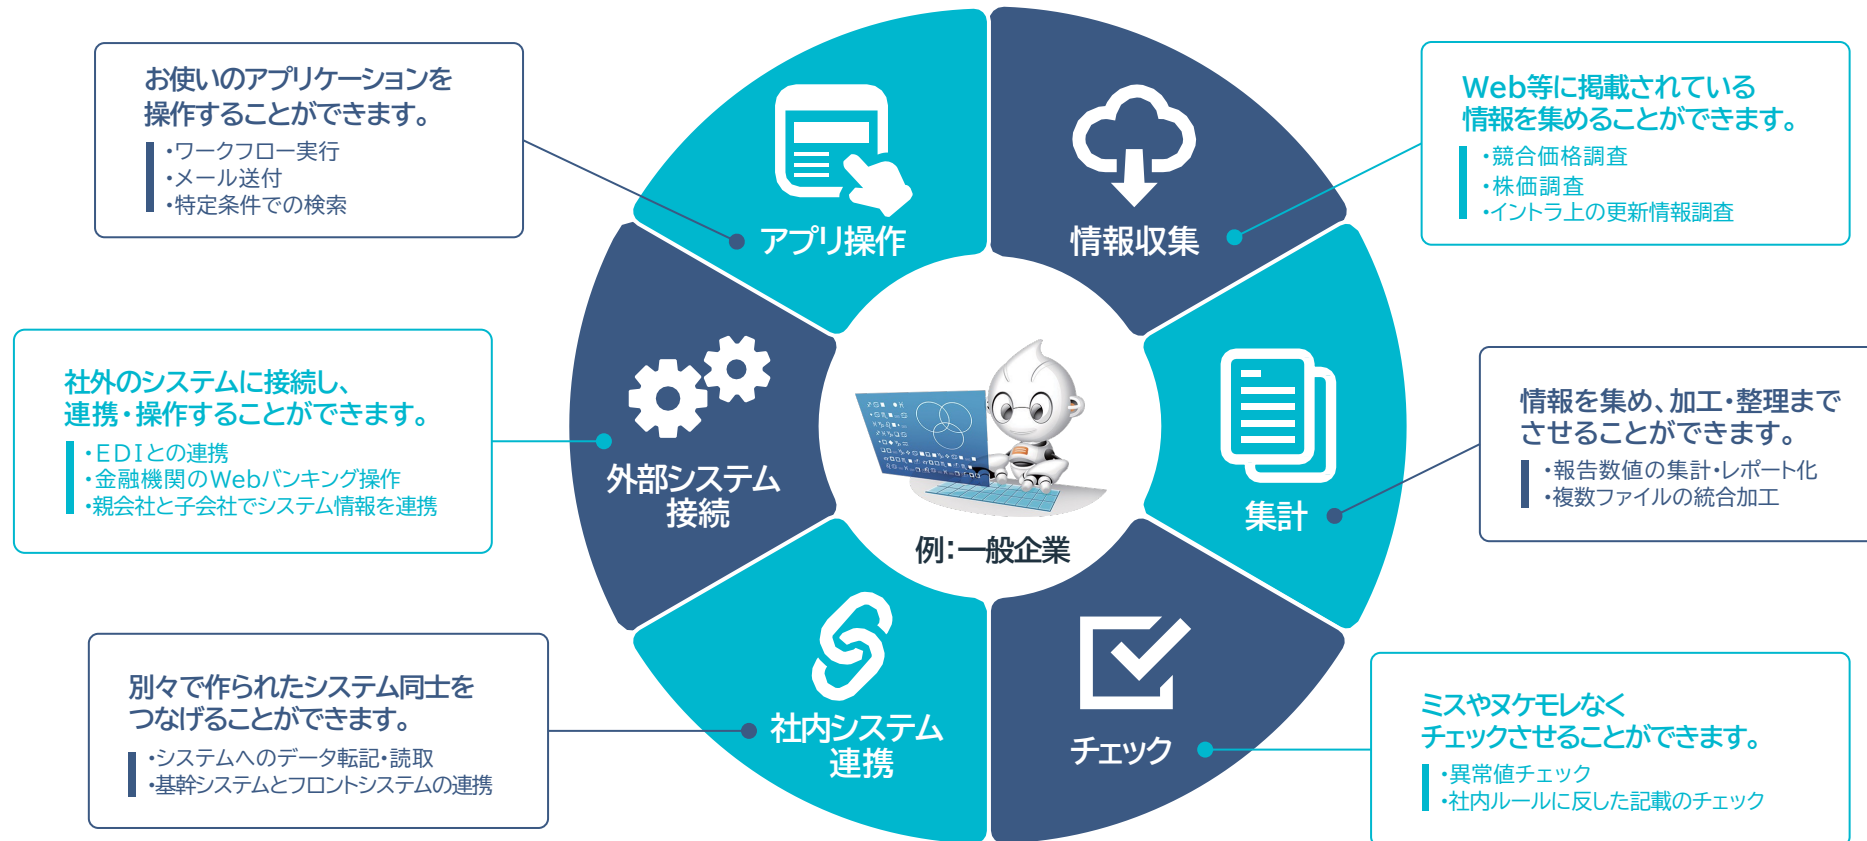 お使いのアプリケーションを
操作することができます。
・ワークフロー実行
・メール送付
・特定条件での検索
アプリ操作
情報収集
Web等に掲載されている
情報を集めることができます。
・競合価格調査
・株価調査
・イントラ上の更新情報調査
社外のシステムに接続し、
連携・操作することができます。
・EDIとの連携
・金融機関のWebバンキング操作
・親会社と子会社でシステム情報を連携
外部システム
接続
例：一般企業
集計
情報を集め、加工・整理まで
させることができます。
・報告数値の集計・レポート化
・複数ファイルの統合加工
別々で作られたシステム同士を
つなげることができます。
・システムへのデータ転記・読取
・基幹システムとフロントシステムの連携
社内システム
連携
チェック
ミスやヌケモレなく
チェックさせることができます。
・異常値チェック
・社内ルールに反した記載のチェック